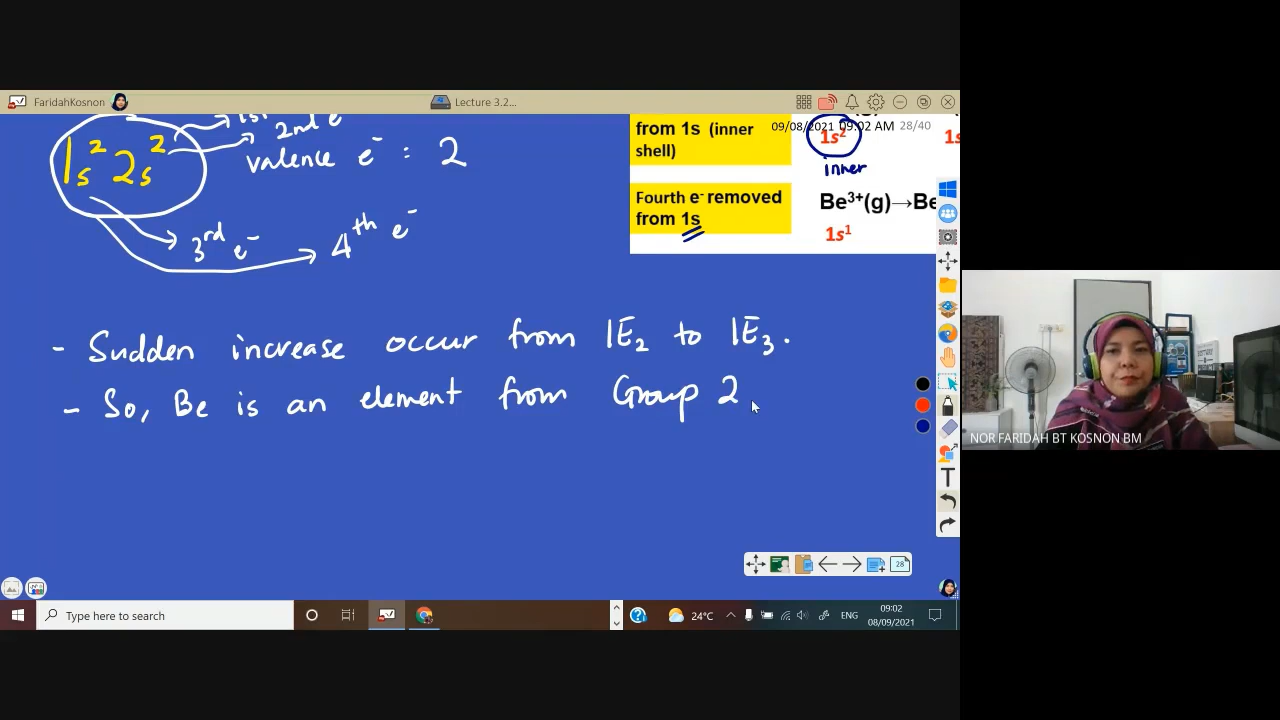 FaridahKosnon
Lecture 3.2...
09/08/2021 09:02 AM 28/40
1s² 2s²
2nd e⁻
valence e⁻ : 2
3rd e⁻
4th e⁻
from 1s (inner
shell)
1s²
1s
inner
Fourth e⁻ removed
from 1s
Be³⁺(g)→Be
1s¹
- Sudden increase occur from IE₂ to IE₃.
- So, Be is an element from Group 2
NOR FARIDAH BT KOSNON BM
T
28
Type here to search
24°C
ENG
09:02
08/09/2021